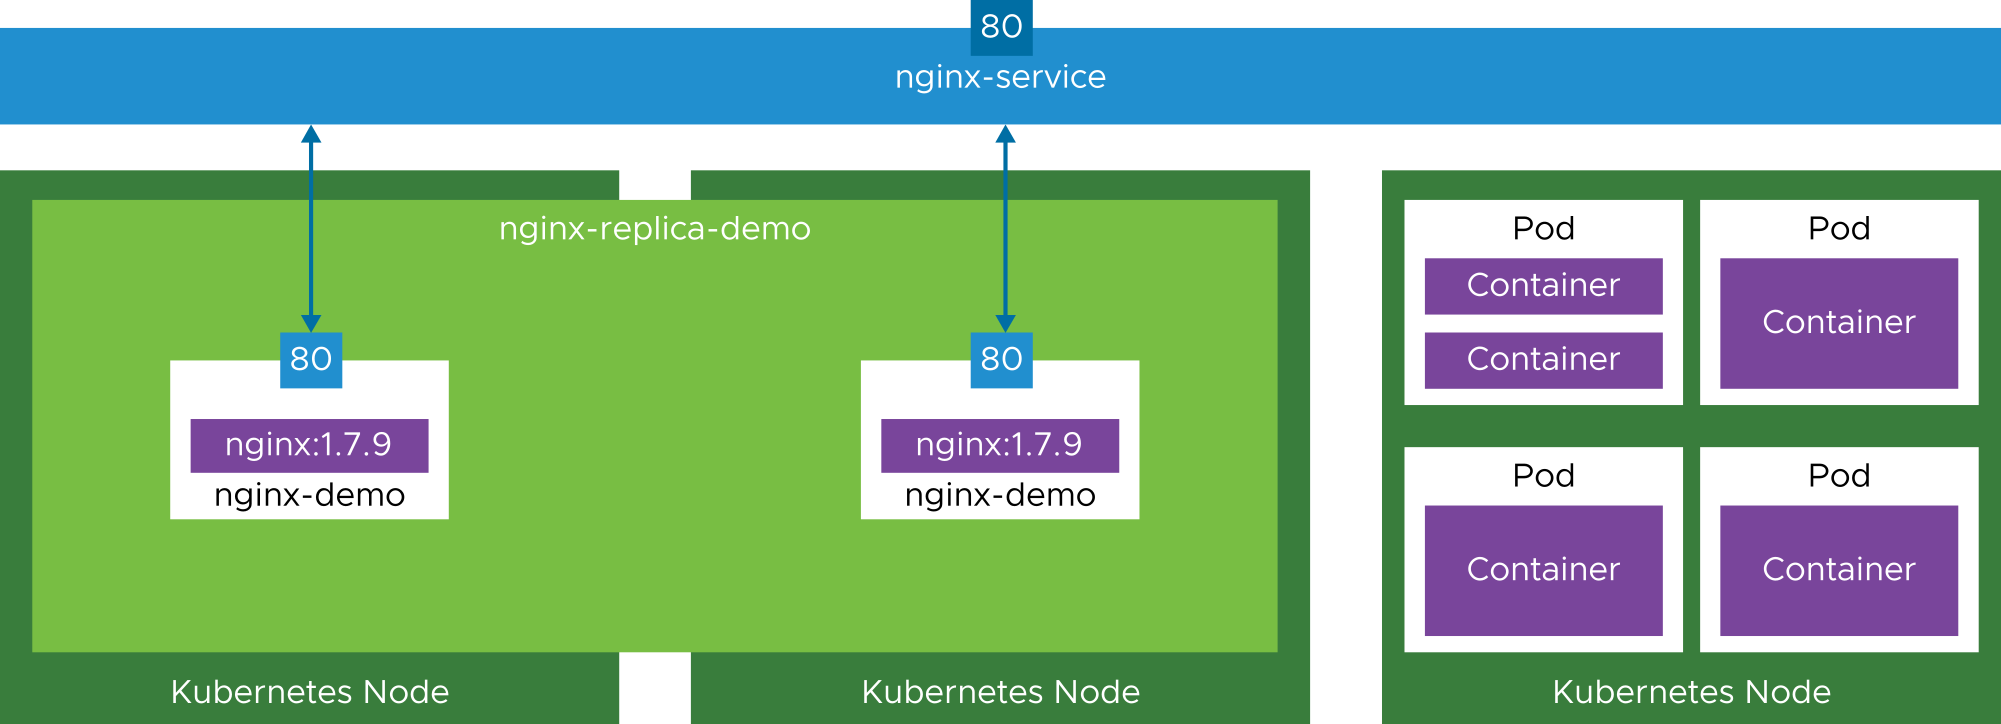 80
nginx-service
nginx-replica-demo
80
nginx:1.7.9
nginx-demo
80
nginx:1.7.9
nginx-demo
Kubernetes Node
Kubernetes Node
Pod
Container
Container
Pod
Container
Pod
Container
Pod
Container
Kubernetes Node